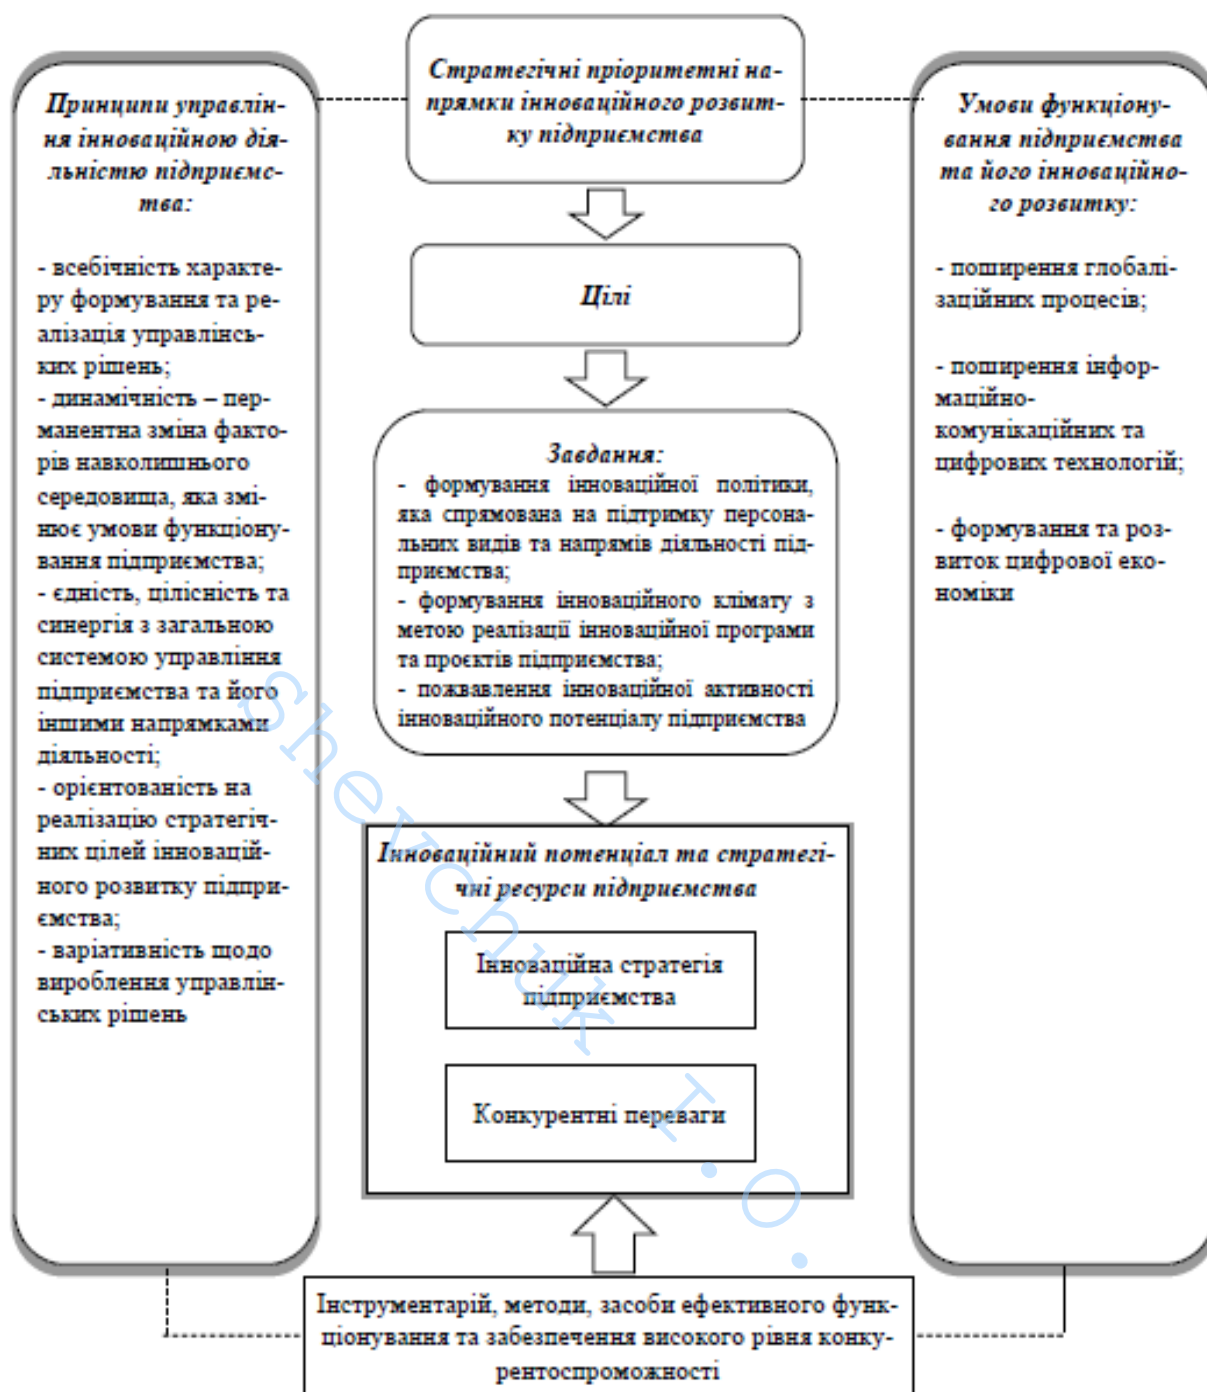 Стратегічні пріоритетні на-
прямки інноваційного розвит-
ку підприємства
Принципи управлін-
ня інноваційною дія-
льністю підприємс-
тва:
- всебічність характе-
ру формування та ре-
алізація управлінсь-
ких рішень;
- динамічність – пер-
манентна зміна факто-
рів навколишнього
середовища, яка змі-
нює умови функціону-
вання підприємства;
- єдність, цілісність та
синергія з загальною
системою управління
підприємства та його
іншими напрямками
діяльності;
- орієнтованість на
реалізацію стратегіч-
них цілей інновацій-
ного розвитку підпри-
ємства;
- варіативність щодо
вироблення управлін-
ських рішень
Цілі
Завдання:
- формування інноваційної політики,
яка спрямована на підтримку персона-
льних видів та напрямів діяльності під-
приємства;
- формування інноваційного клімату з
метою реалізації інноваційної програми
та проєктів підприємства;
- пожвавлення інноваційної активності
інноваційного потенціалу підприємства
Інноваційний потенціал та стратегі-
чні ресурси підприємства
Інноваційна стратегія
підприємства
Конкурентні переваги
Умови функціону-
вання підприємства
та його інноваційно-
го розвитку:
- поширення глобалі-
заційних процесів;
- поширення інфор-
маційно-
комунікаційних та
цифрових технологій;
- формування та роз-
виток цифрової еко-
номіки
Інструментарій, методи, засоби ефективного функ-
ціонування та забезпечення високого рівня конку-
рентоспроможності
Shevchuk I.O.